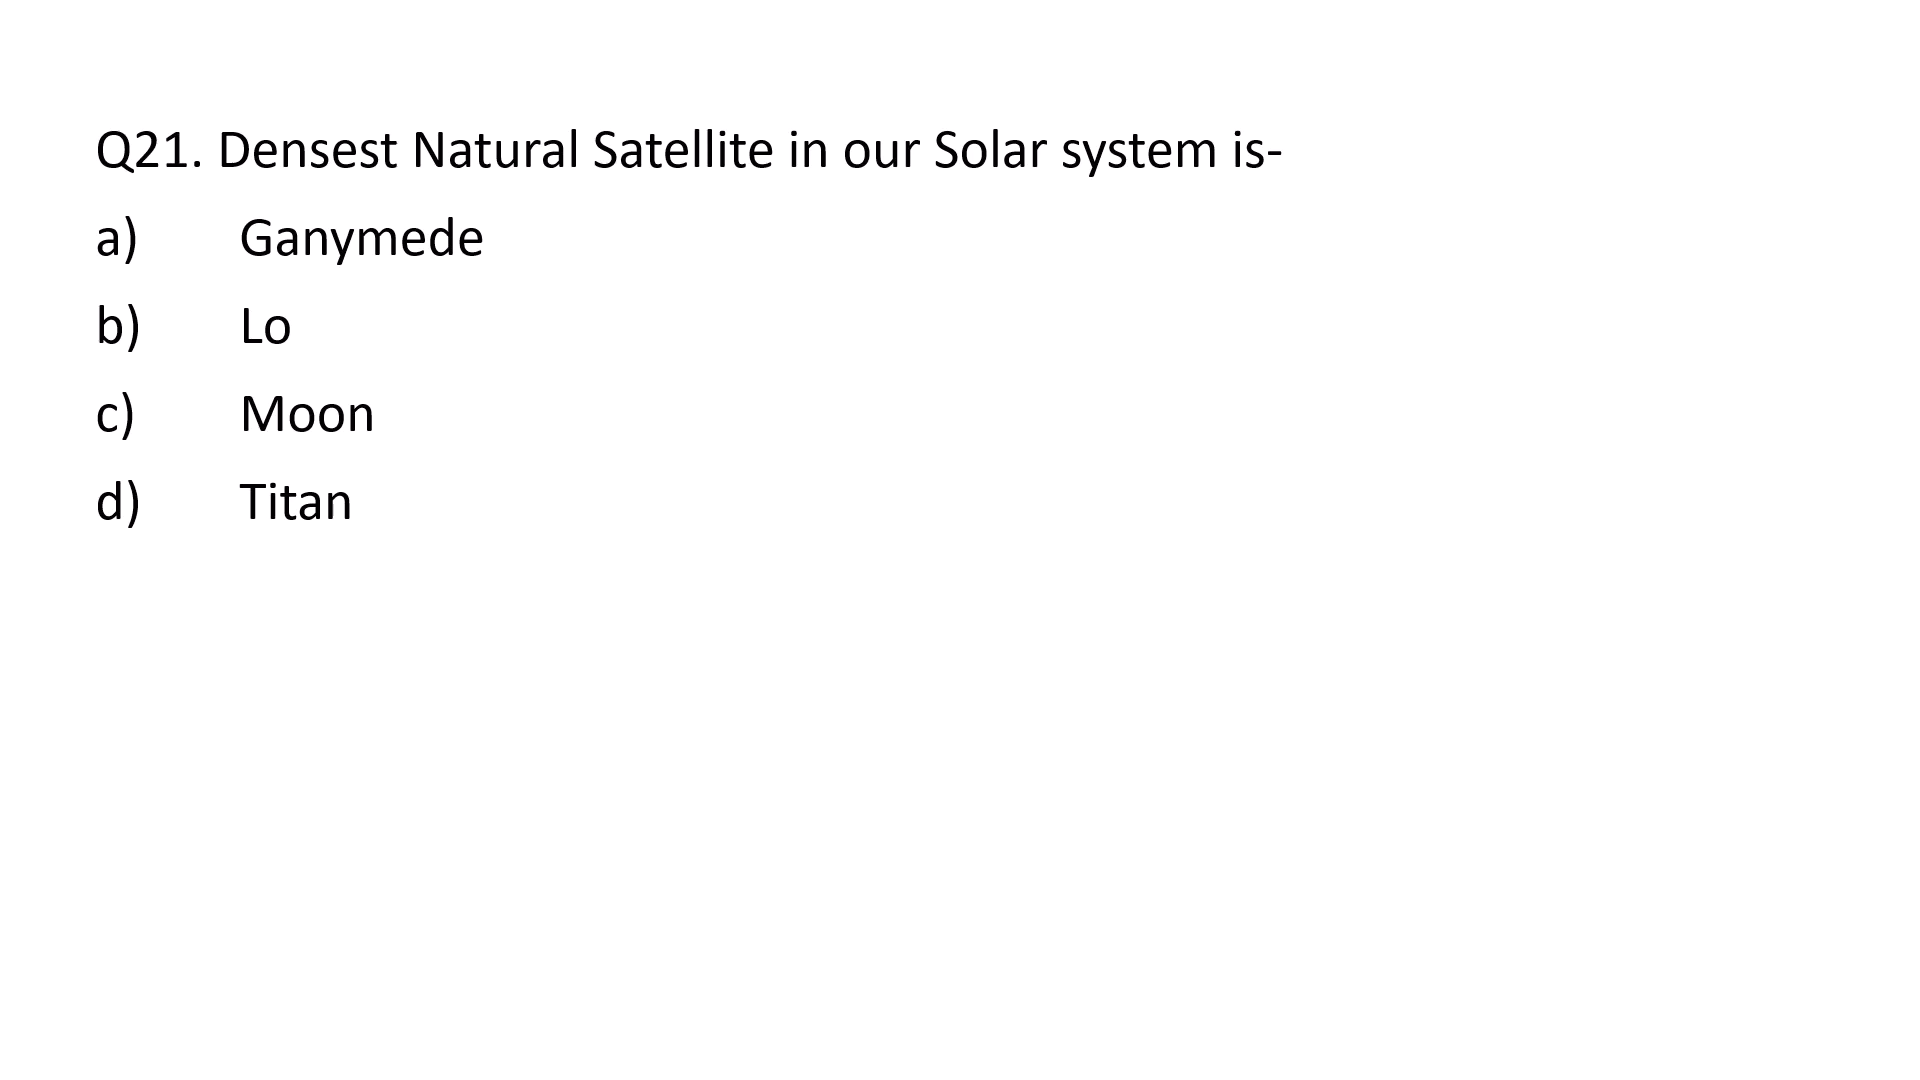 Q21. Densest Natural Satellite in our Solar system is-
a) Ganymede
b) Lo
c) Moon
d) Titan